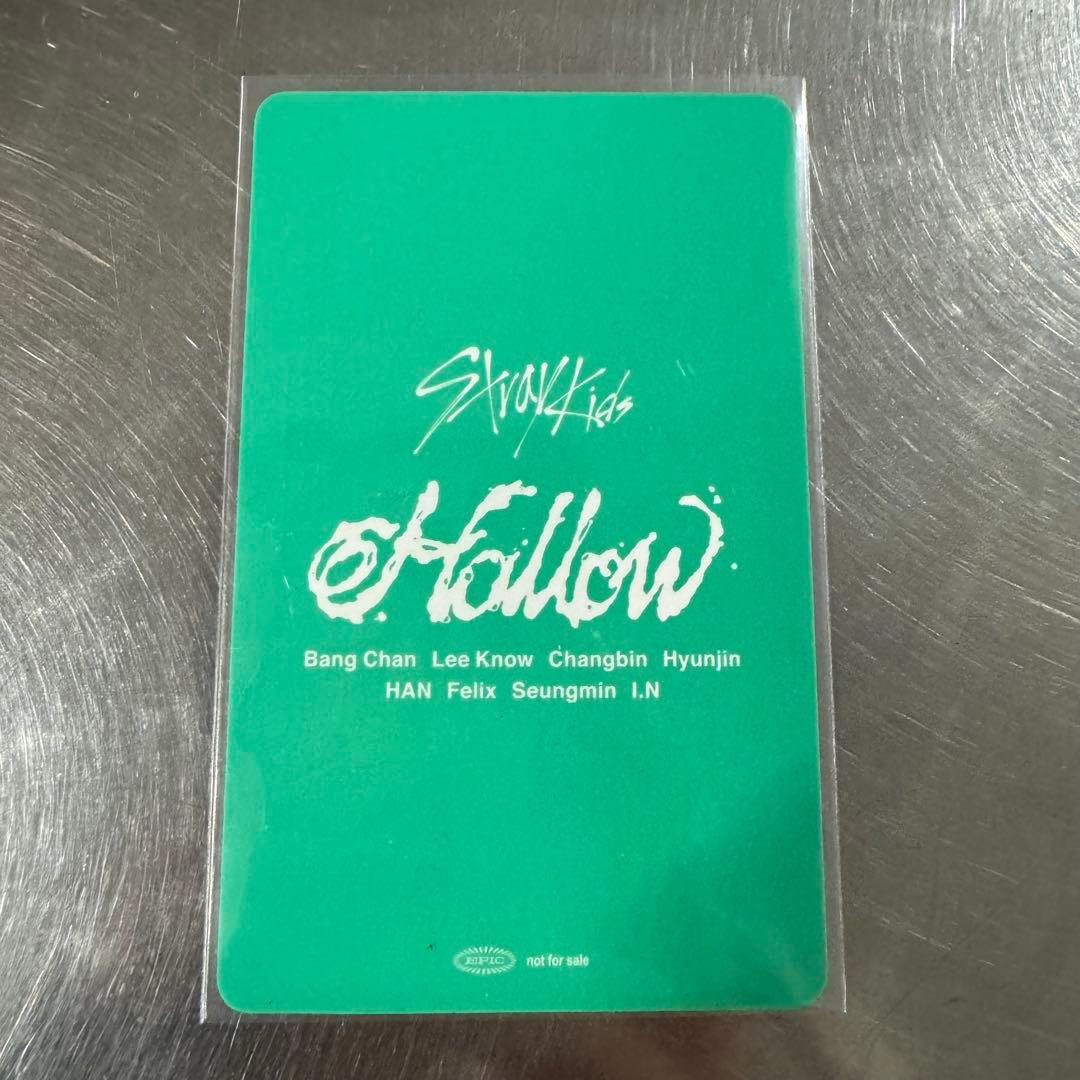 Stray Kids
Hollow
Bang Chan Lee Know Changbin Hyunjin
HAN Felix Seungmin I.N
EPIC not for sale